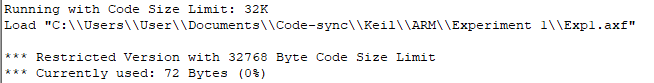 Running with Code Size Limit: 32K
Load "C:\\Users\\User\\Documents\\Code-sync\\Keil\\ARM\\Experiment 1\\Exp1.axf"
*** Restricted Version with 32768 Byte Code Size Limit
*** Currently used: 72 Bytes (0%)